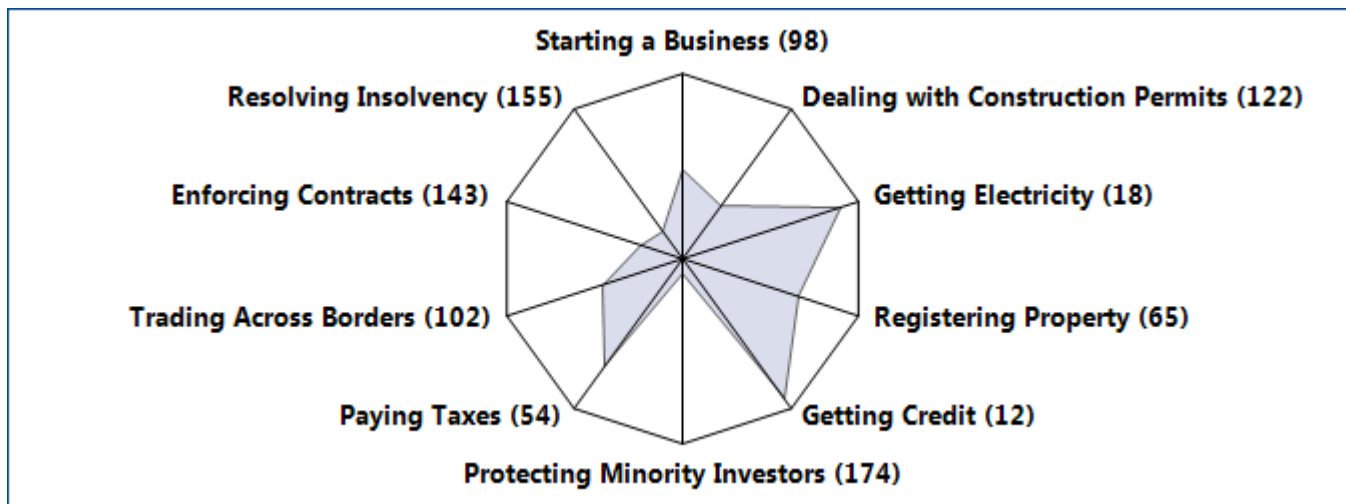 Starting a Business (98)
Resolving Insolvency (155)
Dealing with Construction Permits (122)
Enforcing Contracts (143)
Getting Electricity (18)
Trading Across Borders (102)
Registering Property (65)
Paying Taxes (54)
Getting Credit (12)
Protecting Minority Investors (174)